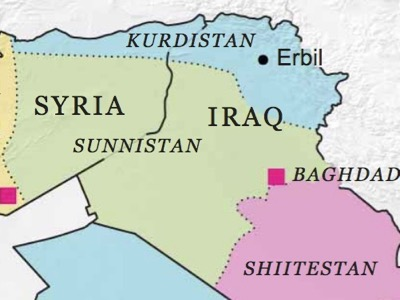 KURDISTAN
Erbil
SYRIA
IRAQ
SUNNISTAN
BAGHDAD
SHIITESTAN